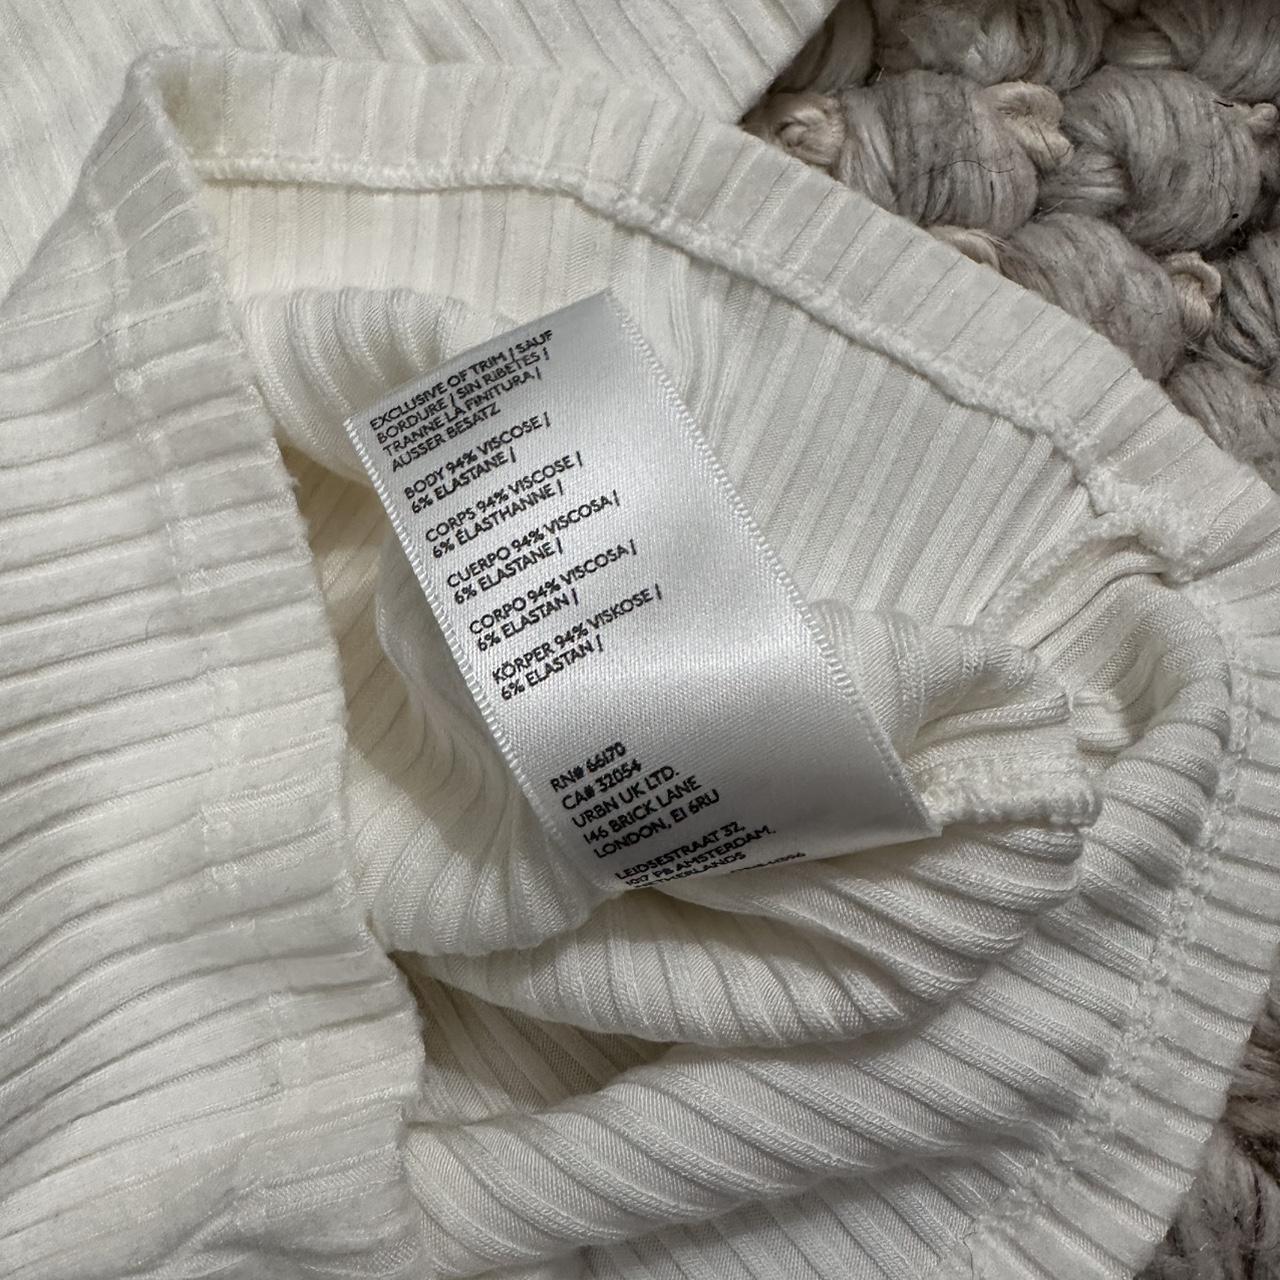 EXCLUSIVE OF TRIM / SAUF
BORDURE / SIN RIBETES /
TRANNE LA FINITURA /
AUSSER BESATZ
BODY 94% VISCOSE /
6% ELASTANE /
CORPS 94% VISCOSE /
6% ÉLASTHANNE /
CUERPO 94% VISCOSA /
6% ELASTANE /
CORPO 94% VISCOSA /
6% ELASTAN /
KÖRPER 94% VISKOSE /
6% ELASTAN /
RN# 66170
CA# 32054
URBN UK LTD.
146 BRICK LANE
LONDON, E1 6RU
LEIDSESTRAAT 32,
1017 PB AMSTERDAM,
NETHERLANDS